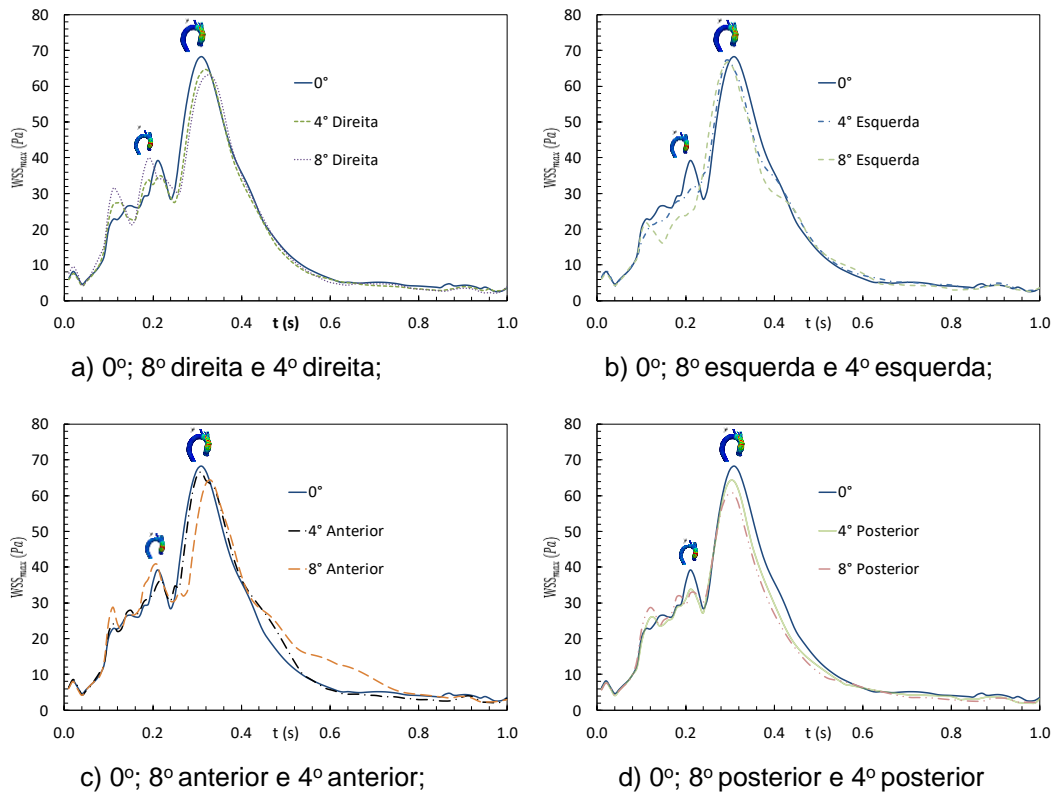 80
70
60
50
40
30
20
10
0
WSSmax (Pa)
0°
4° Direita
8° Direita
0.0 0.2 0.4 0.6 0.8 1.0
t (s)
a) 0º; 8º direita e 4º direita;
80
70
60
50
40
30
20
10
0
WSSmax (Pa)
0°
4° Esquerda
8° Esquerda
0.0 0.2 0.4 0.6 0.8 1.0
t (s)
b) 0º; 8º esquerda e 4º esquerda;
80
70
60
50
40
30
20
10
0
WSSmax (Pa)
0°
4° Anterior
8° Anterior
0.0 0.2 0.4 0.6 0.8 1.0
t (s)
c) 0º; 8º anterior e 4º anterior;
80
70
60
50
40
30
20
10
0
WSSmax (Pa)
0°
4° Posterior
8° Posterior
0.0 0.2 0.4 0.6 0.8 1.0
t (s)
d) 0º; 8º posterior e 4º posterior